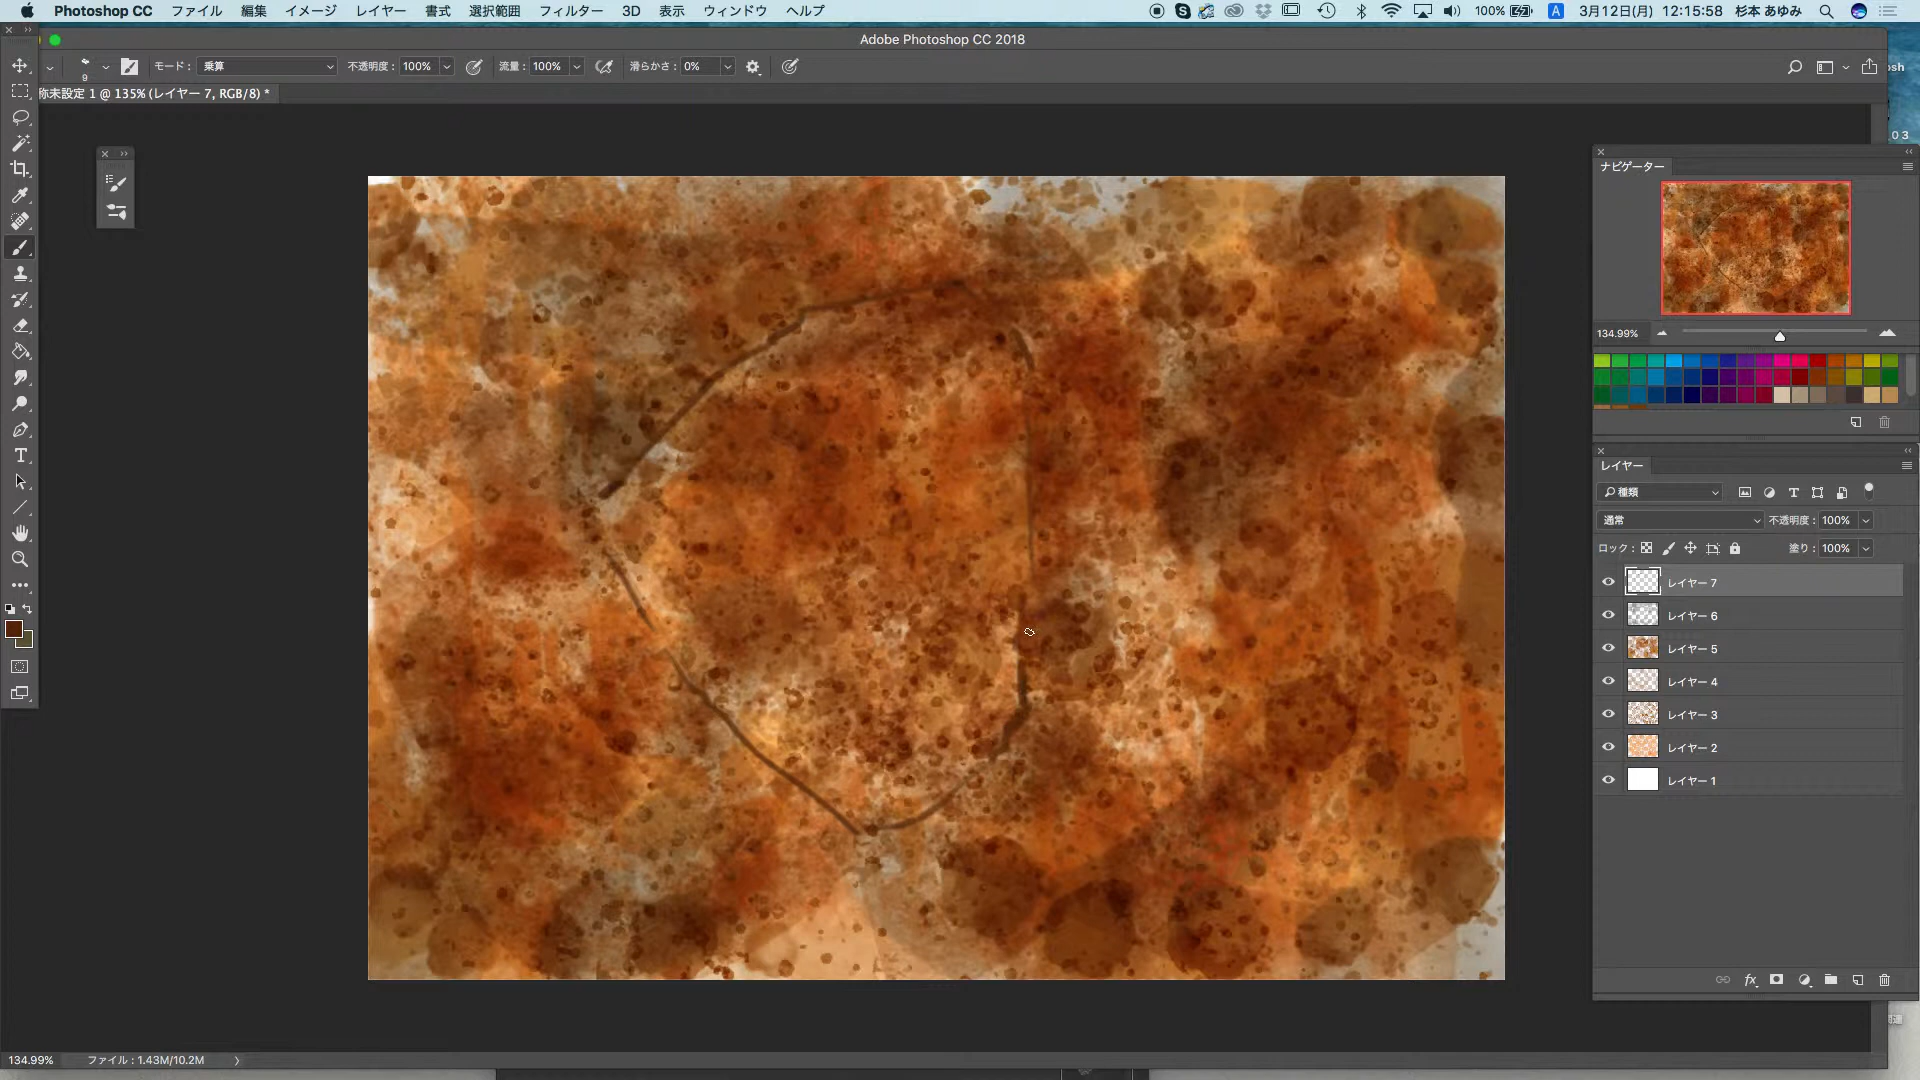 Photoshop CC ファイル 編集 イメージ レイヤー 書式 選択範囲 フィルター 3D 表示 ウィンドウ ヘルプ 100% A 3月12日(月) 12:15:58 杉本 あゆみ
Adobe Photoshop CC 2018
9 モード: 乗算 不透明度: 100% 流量: 100% 滑らかさ: 0%
称未設定 1 @ 135% (レイヤー 7, RGB/8) *
ナビゲーター
134.99%
レイヤー
種類
通常 不透明度: 100%
ロック: 塗り: 100%
レイヤー 7
レイヤー 6
レイヤー 5
レイヤー 4
レイヤー 3
レイヤー 2
レイヤー 1
134.99% ファイル : 1.43M/10.2M